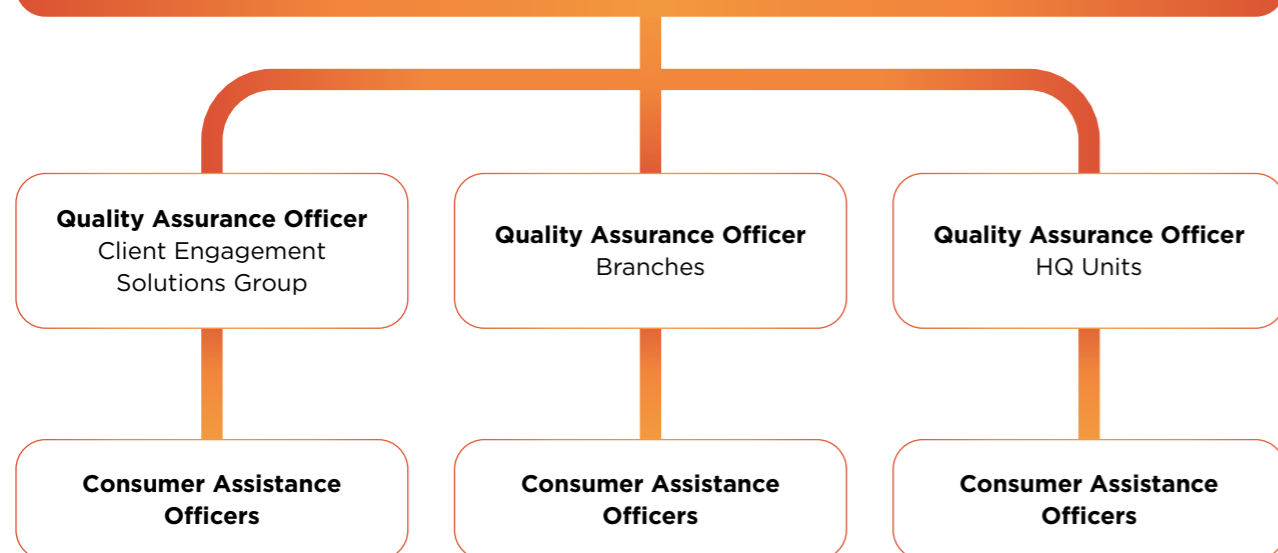 Quality Assurance Officer
Client Engagement
Solutions Group
Quality Assurance Officer
Branches
Quality Assurance Officer
HQ Units
Consumer Assistance
Officers
Consumer Assistance
Officers
Consumer Assistance
Officers